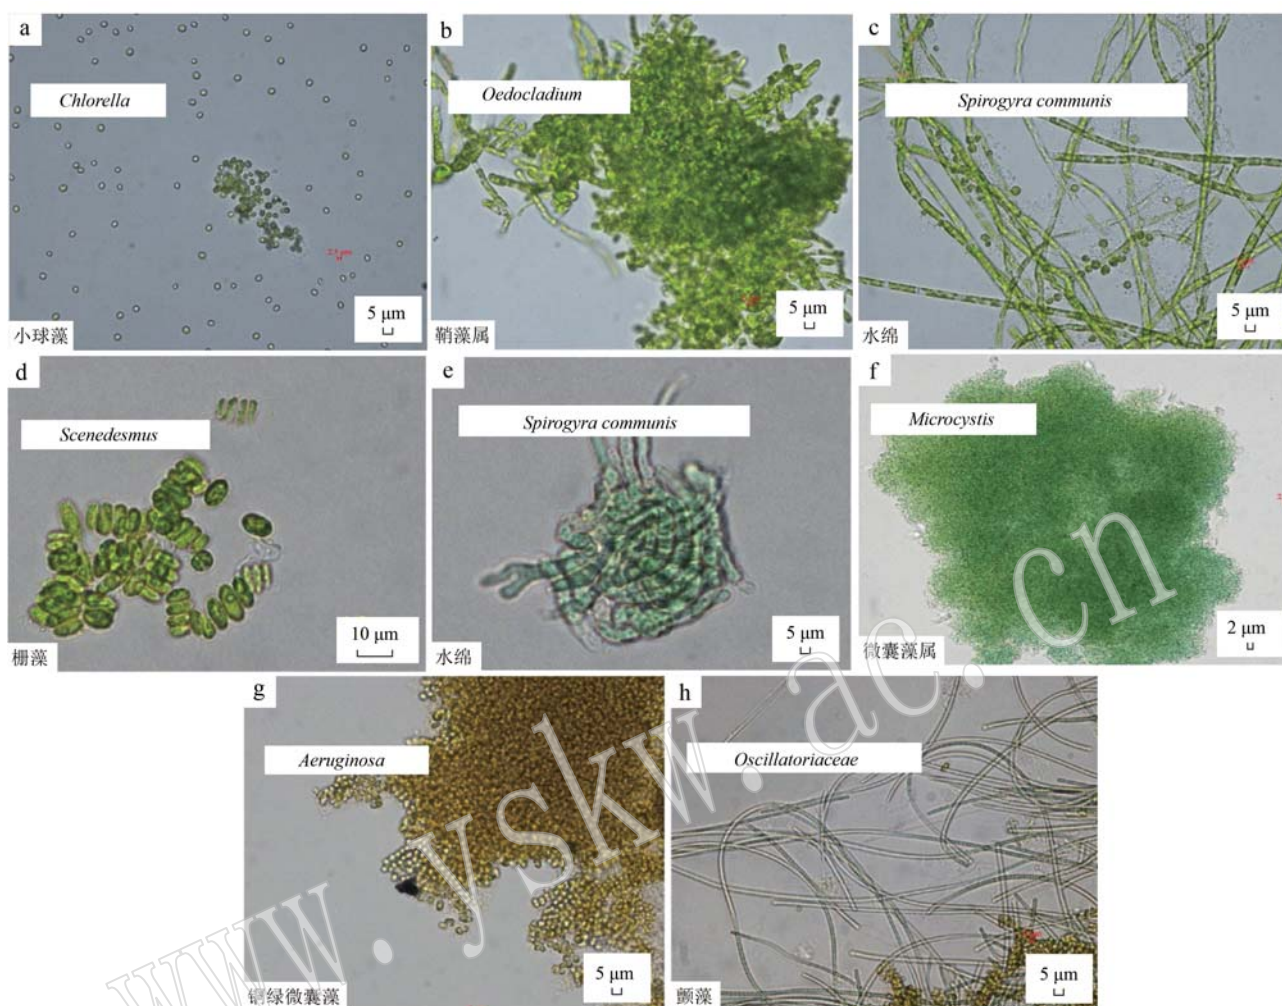 a
Chlorella
5 μm
小球藻
b
Oedocladium
5 μm
鞘藻属
c
Spirogyra communis
5 μm
水绵
d
Scenedesmus
10 μm
栅藻
e
Spirogyra communis
5 μm
水绵
f
Microcystis
2 μm
微囊藻属
g
Aeruginosa
5 μm
铜绿微囊藻
h
Oscillatoriaceae
5 μm
颤藻
www.yskw.ac.cn